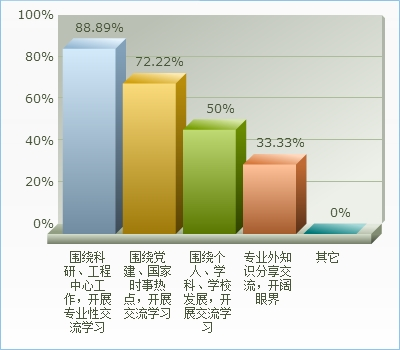 100%
88.89%
80%
72.22%
60%
50%
40%
33.33%
20%
0%
0%
围绕科
研、工程
中心工
作，开展
专业性交
流学习
围绕党
建、国家
时事热
点，开展
交流学习
围绕个
人、学
科、学校
发展，开
展交流学
习
专业外知
识分享交
流，开阔
眼界
其它